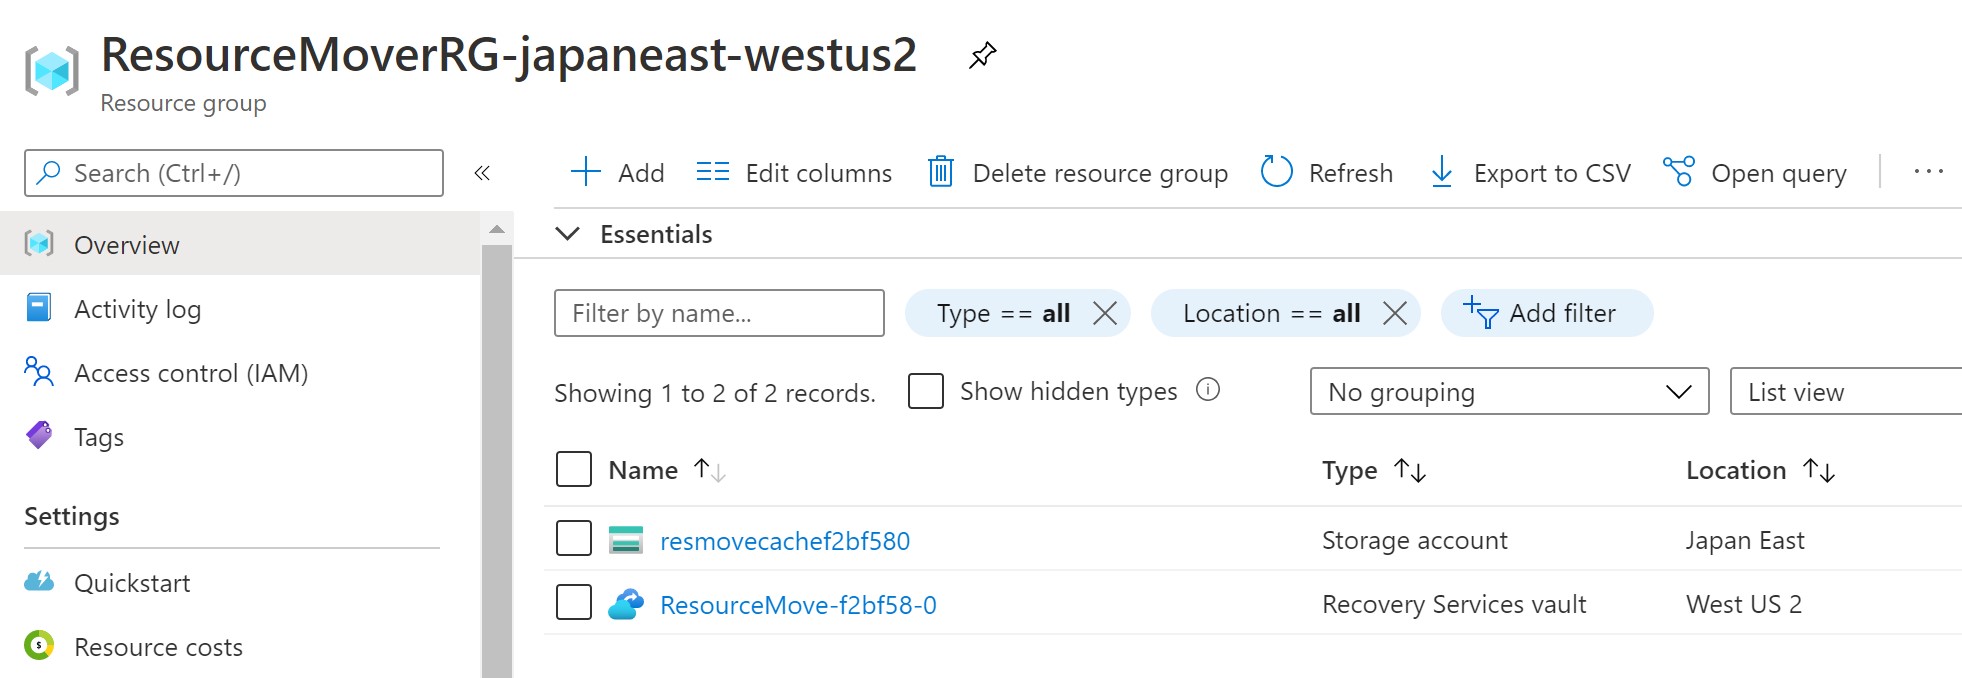 ResourceMoverRG-japaneast-westus2
Resource group
Search (Ctrl+/)
«
Add
Edit columns
Delete resource group
Refresh
Export to CSV
Open query
...
Overview
Activity log
Access control (IAM)
Tags
Settings
Quickstart
Resource costs
Essentials
Filter by name...
Type == all
Location == all
Add filter
Showing 1 to 2 of 2 records.
Show hidden types
No grouping
List view
Name Type Location
resmovecachef2bf580 Storage account Japan East
ResourceMove-f2bf58-0 Recovery Services vault West US 2